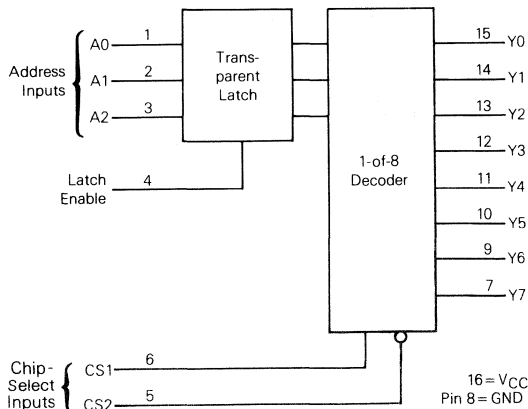 Address
Inputs
A0 1
A1 2
A2 3
Trans-
parent
Latch
Latch
Enable
4
1-of-8
Decoder
15 Y0
14 Y1
13 Y2
12 Y3
11 Y4
10 Y5
9 Y6
7 Y7
Chip-
Select
Inputs
CS1 6
CS2 5
16 = VCC
Pin 8 = GND